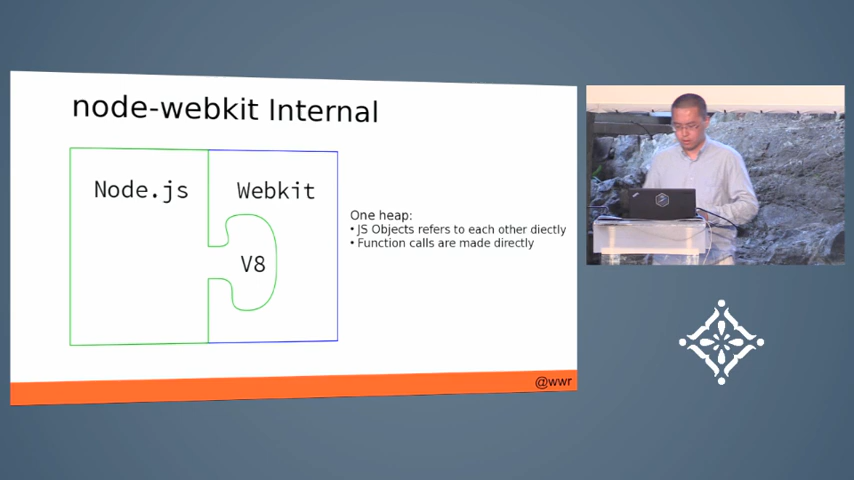 node-webkit Internal
Node.js
Webkit
V8
One heap:
• JS Objects refers to each other diectly
• Function calls are made directly
@wwr